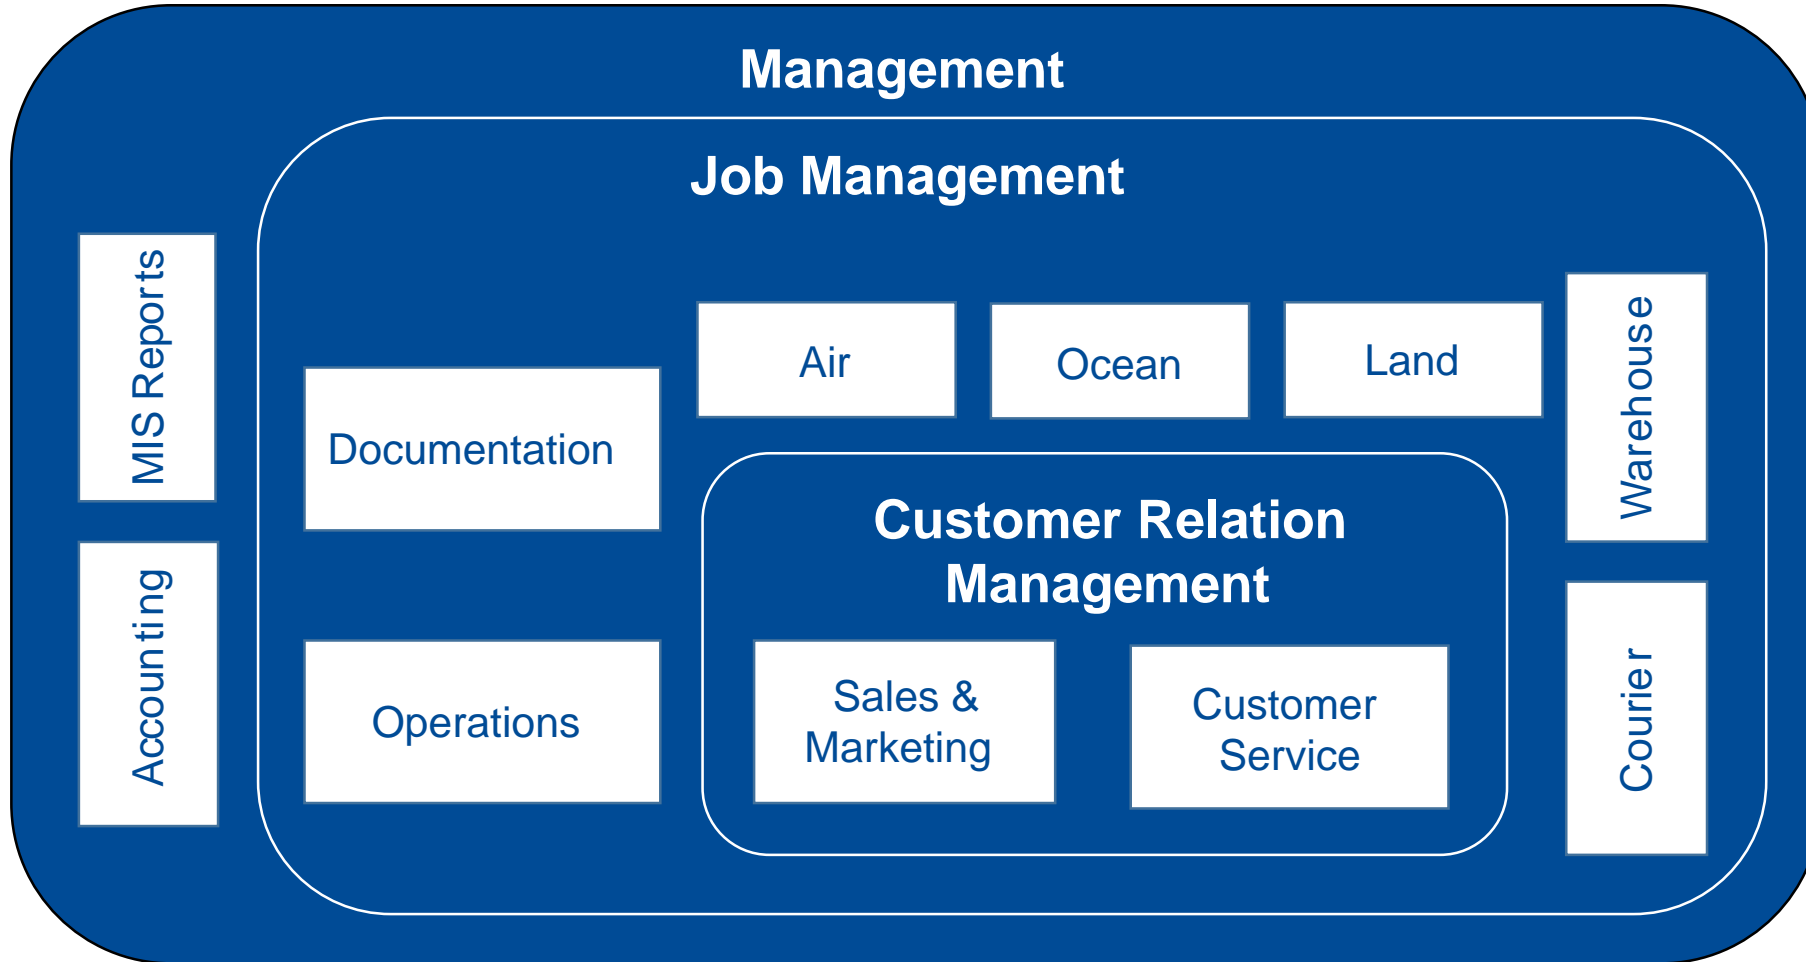 Management
Job Management
MIS Reports
Accounting
Documentation
Operations
Air
Ocean
Land
Customer Relation
Management
Sales &
Marketing
Customer
Service
Warehouse
Courier